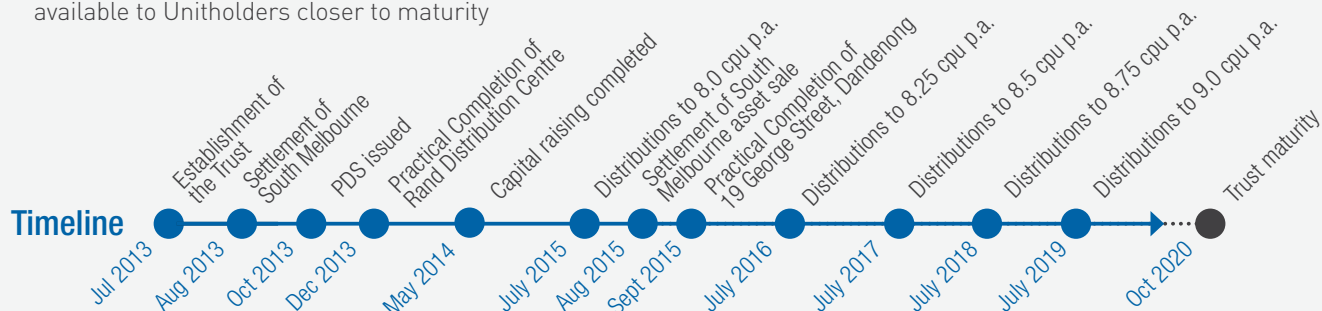 available to Unitholders closer to maturity
Timeline
Establishment of
the Trust
Jul 2013
Settlement of
South Melbourne
Aug 2013
PDS issued
Oct 2013
Practical Completion of
Rand Distribution Centre
Dec 2013
Capital raising completed
May 2014
Distributions to 8.0 cpu p.a.
July 2015
Settlement of South
Melbourne asset sale
Aug 2015
Practical Completion of
19 George Street, Dandenong
Sept 2015
Distributions to 8.25 cpu p.a.
July 2016
Distributions to 8.5 cpu p.a.
July 2017
Distributions to 8.75 cpu p.a.
July 2018
Distributions to 9.0 cpu p.a.
July 2019
Trust maturity
Oct 2020